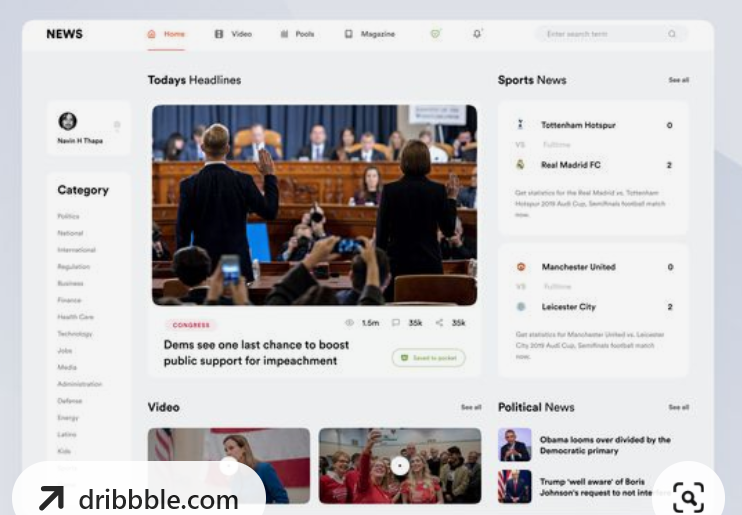 NEWS
Home
Video
Pools
Magazine
Enter search term
Todays Headlines
Sports News
See all
Navin H Thapa
Tottenham Hotspur 0
VS Fulltime
Real Madrid FC 2
Get statistics for the Real Madrid vs. Tottenham
Hotspur 2019 Audi Cup, Semifinals football match
now.
Category
Politics
National
International
Regulation
Business
Finance
Health Care
Technology
Jobs
Media
Administration
Defense
Energy
Latino
Kids
Manchester United 0
VS Fulltime
Leicester City 2
Get statistics for Manchester United vs. Leicester
City 2019 Audi Cup, Semifinals football match
now.
CONGRESS
1.5m
35k
35k
Dems see one last chance to boost
public support for impeachment
Saved to pocket
Video
See all
Political News
See all
Obama looms over divided by the
Democratic primary
Trump 'well aware' of Boris
Johnson's request to not
dribbble.com